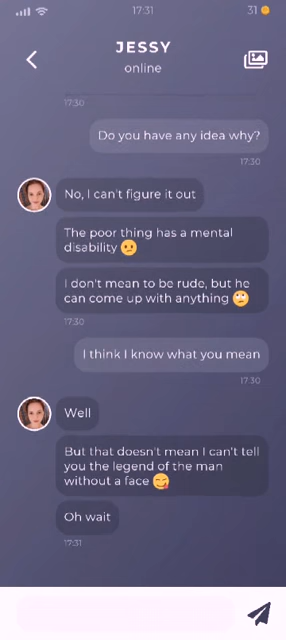 17:31
31
JESSY
online
17:30
Do you have any idea why?
17:30
No, I can't figure it out
The poor thing has a mental
disability 😕
I don't mean to be rude, but he
can come up with anything 🙄
17:30
I think I know what you mean
17:30
Well
But that doesn't mean I can't tell
you the legend of the man
without a face 😋
Oh wait
17:31